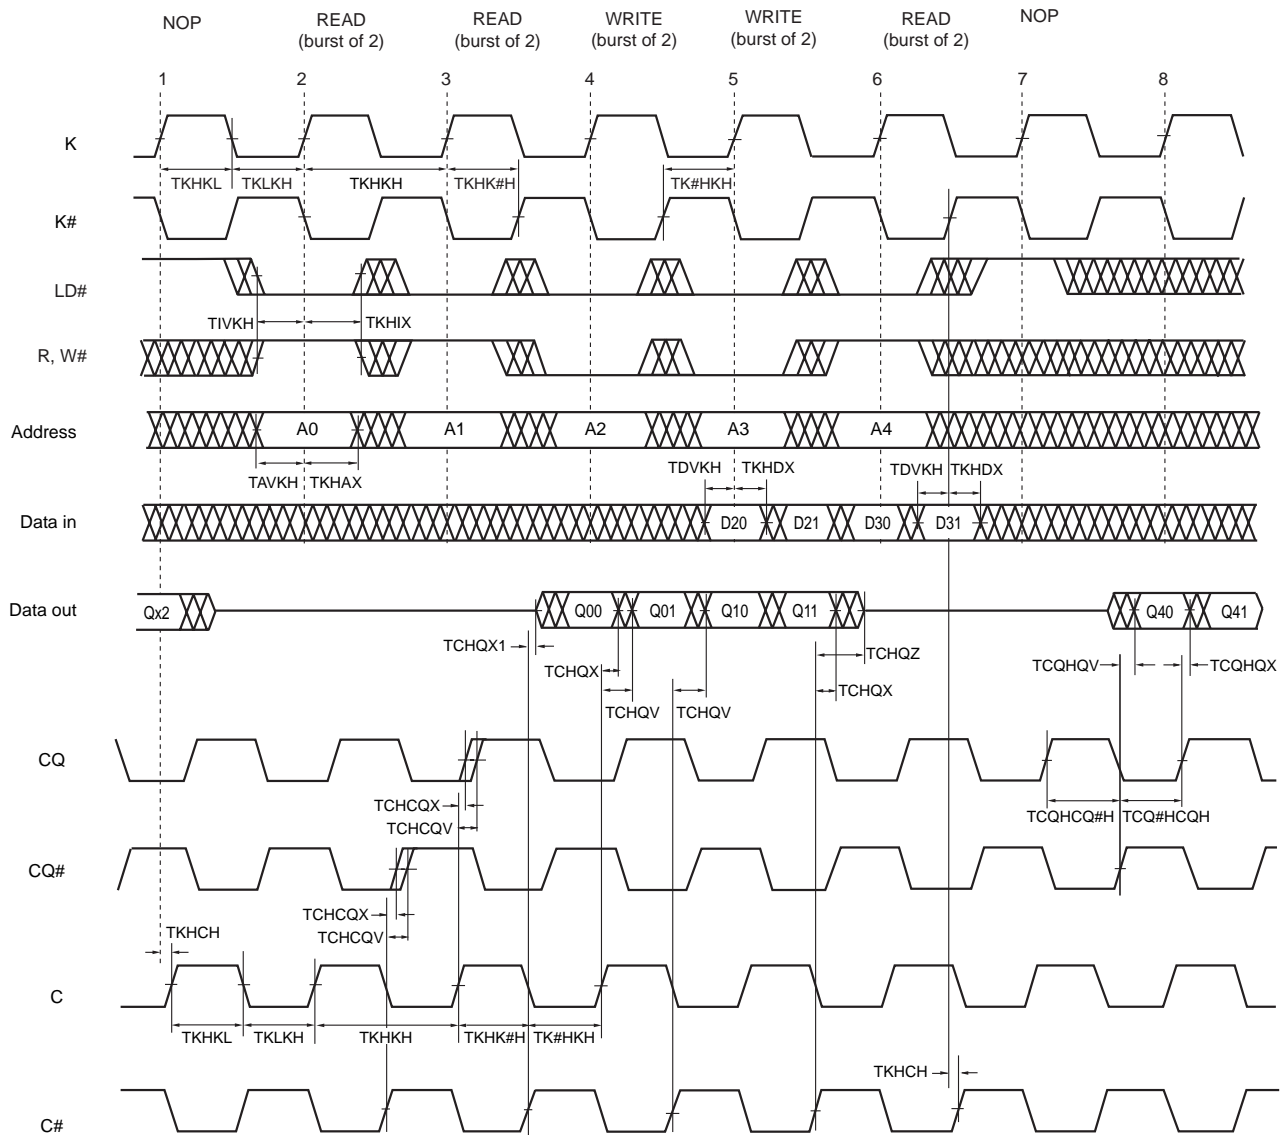 NOP READ READ WRITE WRITE READ NOP
(burst of 2) (burst of 2) (burst of 2) (burst of 2) (burst of 2)
1 2 3 4 5 6 7 8
K
TKHKL TKLKH TKHKH TKHK#H TK#HKH
K#
LD#
TIVKH TKHIX
R, W#
Address A0 A1 A2 A3 A4
TAVKH TKHAX TDVKH TKHDX TDVKH TKHDX
Data in D20 D21 D30 D31
Data out Qx2 Q00 Q01 Q10 Q11 Q40 Q41
TCHQX1 TCHQX TCHQZ TCQHQV TCQHQX
TCHQV TCHQV TCHQX
CQ
TCHCQX TCQHCQ#H TCQ#HCQH
TCHCQV
CQ#
TCHCQX
TKHCH TCHCQV
C
TKHKL TKLKH TKHKH TKHK#H TK#HKH
TKHCH
C#